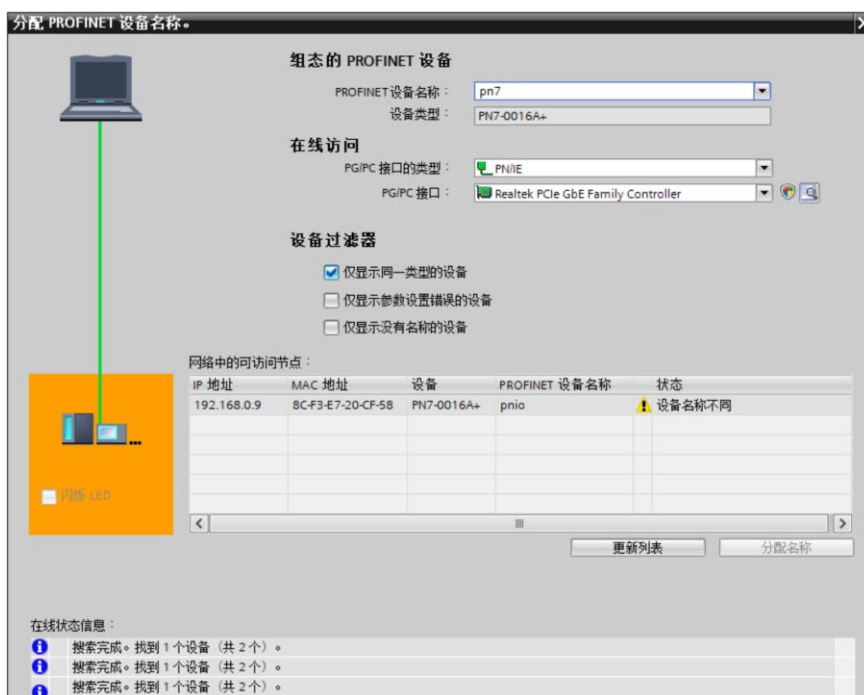 分配 PROFINET 设备名称。
组态的 PROFINET 设备
PROFINET设备名称： pn7
设备类型： PN7-0016A+
在线访问
PG/PC 接口的类型： PN/IE
PG/PC 接口： Realtek PCIe GbE Family Controller
设备过滤器
仅显示同一类型的设备
仅显示参数设置错误的设备
仅显示没有名称的设备
网络中的可访问节点：
IP 地址 MAC 地址 设备 PROFINET 设备名称 状态
192.168.0.9 8C-F3-E7-20-CF-58 PN7-0016A+ pnio 设备名称不同
闪烁 LED
更新列表 分配名称
在线状态信息：
搜索完成。找到 1 个设备（共 2 个）。
搜索完成。找到 1 个设备（共 2 个）。
搜索完成。找到 1 个设备（共 2 个）。